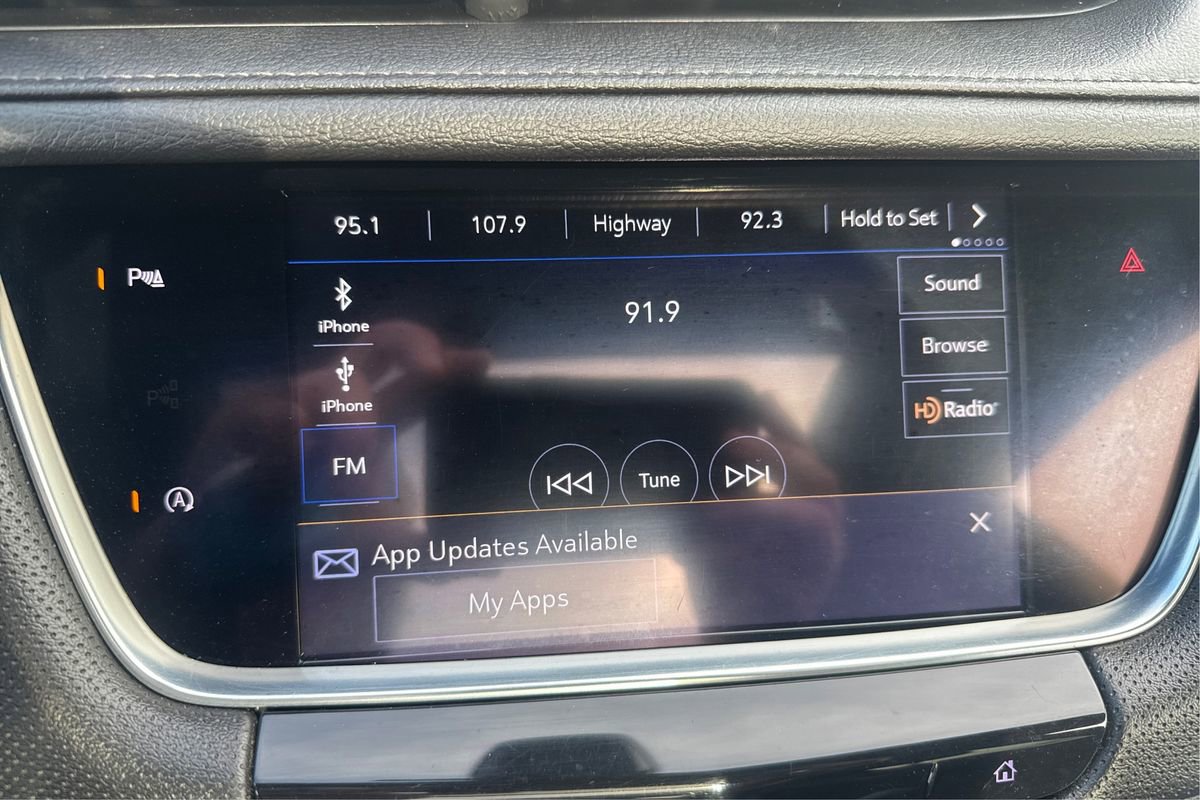 95.1 107.9 Highway 92.3 Hold to Set
iPhone
91.9
Sound
iPhone
Browse
HD Radio
FM
Tune
App Updates Available
My Apps
P
A